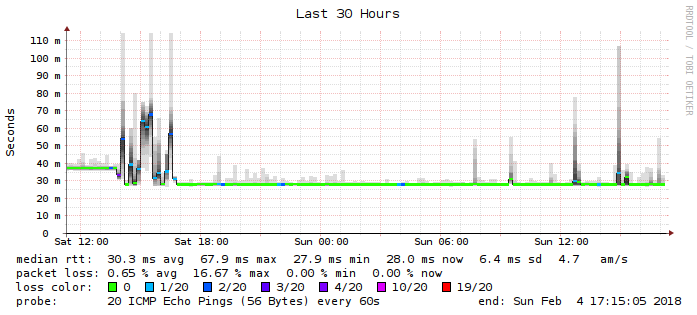 Last 30 Hours
RRDTOOL / TOBI OETIKER
Seconds
110 m
100 m
90 m
80 m
70 m
60 m
50 m
40 m
30 m
20 m
10 m
0
Sat 12:00 Sat 18:00 Sun 00:00 Sun 06:00 Sun 12:00
median rtt: 30.3 ms avg 67.9 ms max 27.9 ms min 28.0 ms now 6.4 ms sd 4.7 am/s
packet loss: 0.65 % avg 16.67 % max 0.00 % min 0.00 % now
loss color: 0 1/20 2/20 3/20 4/20 10/20 19/20
probe: 20 ICMP Echo Pings (56 Bytes) every 60s end: Sun Feb 4 17:15:05 2018